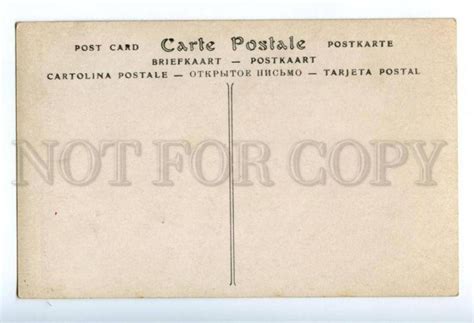 POST CARD Carte Postale POSTKARTE
BRIEFKAART — POSTKAART
CARTOLINA POSTALE — ОТКРЫТОЕ ПИСЬМО — TARJETA POSTAL
NOT FOR COPY